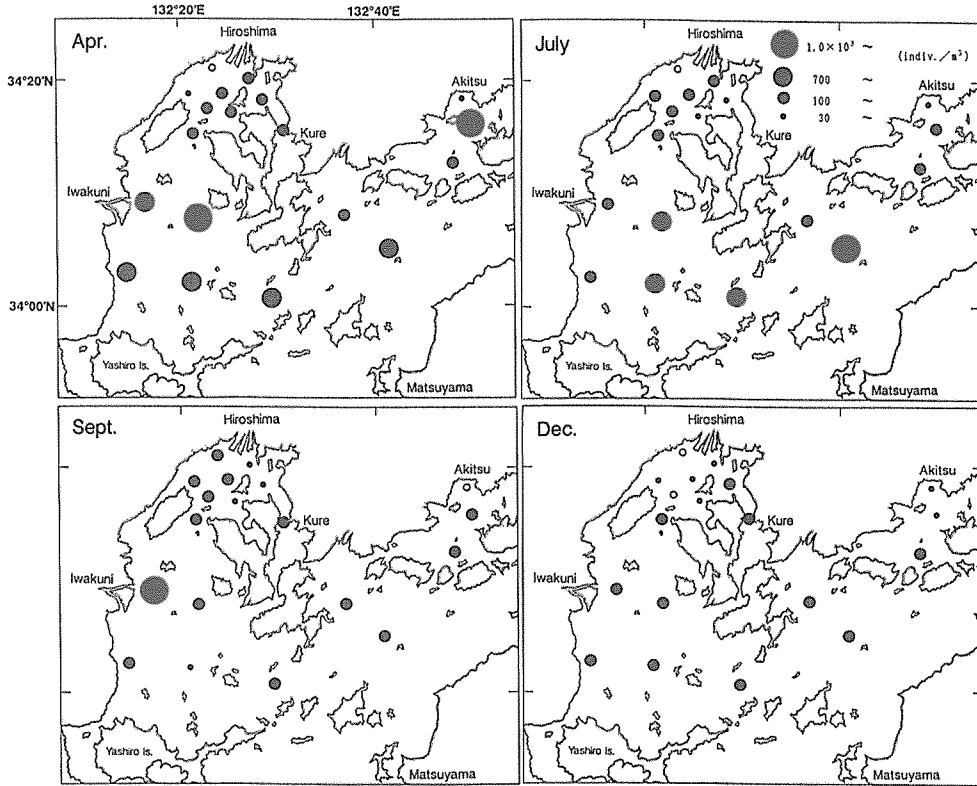 132°20'E 132°40'E
Apr.
Hiroshima
34°20'N
Akitsu
Kure
Iwakuni
34°00'N
Yashiro Is.
Matsuyama
July
1.0×10³ ~ (indiv./m³)
700 ~
100 ~
30 ~
Akitsu
Kure
Iwakuni
Yashiro Is.
Matsuyama
Sept.
Hiroshima
Akitsu
Kure
Iwakuni
Yashiro Is.
Matsuyama
Dec.
Hiroshima
Akitsu
Kure
Iwakuni
Yashiro Is.
Matsuyama